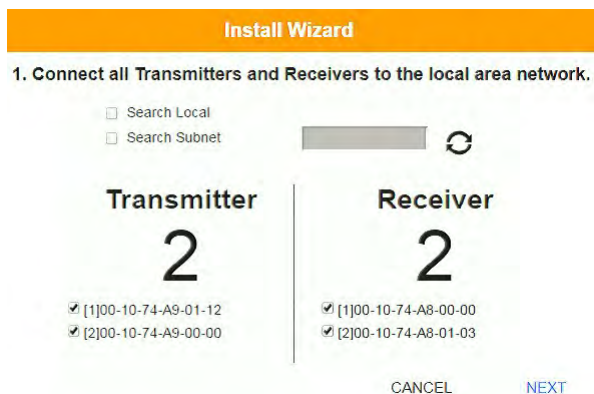 Install Wizard
1. Connect all Transmitters and Receivers to the local area network.
Search Local
Search Subnet
Transmitter
2
[1]00-10-74-A9-01-12
[2]00-10-74-A9-00-00
Receiver
2
[1]00-10-74-A8-00-00
[2]00-10-74-A8-01-03
CANCEL NEXT